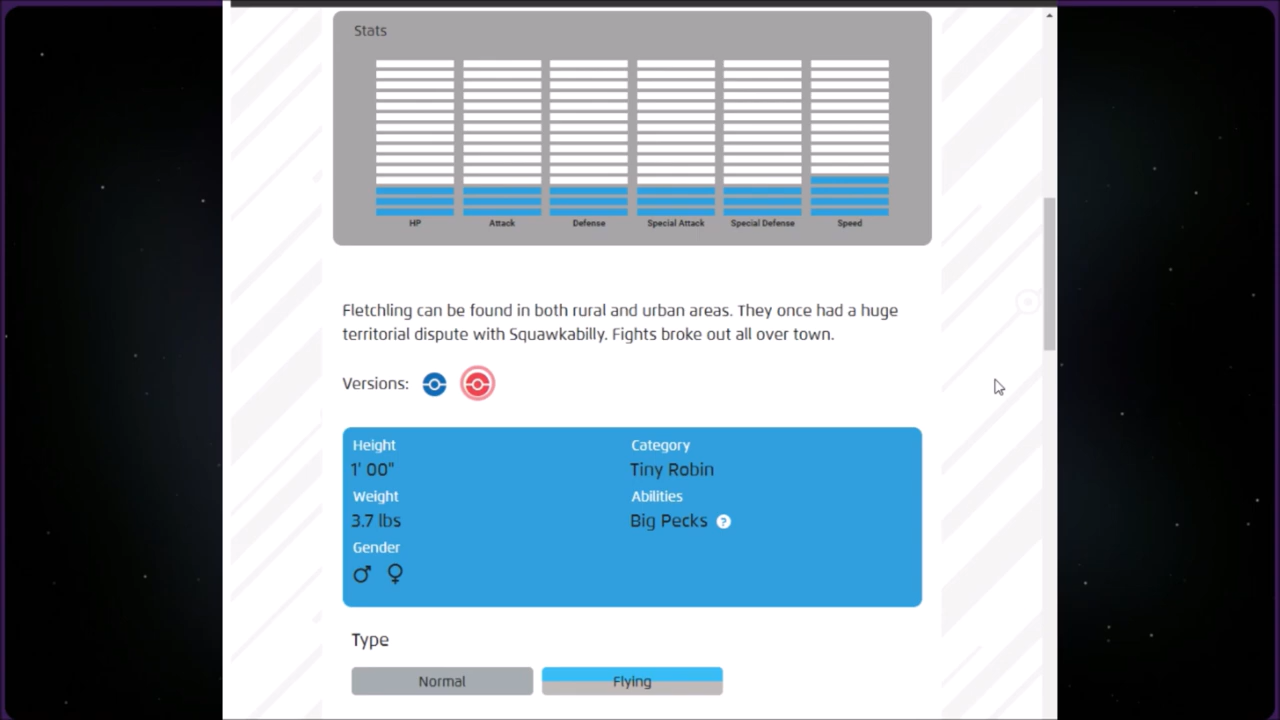 Stats
HP Attack Defense Special Attack Special Defense Speed
Fletchling can be found in both rural and urban areas. They once had a huge
territorial dispute with Squawkabilly. Fights broke out all over town.
Versions:
Height
1' 00"
Weight
3.7 lbs
Gender
Category
Tiny Robin
Abilities
Big Pecks ?
Type
Normal Flying